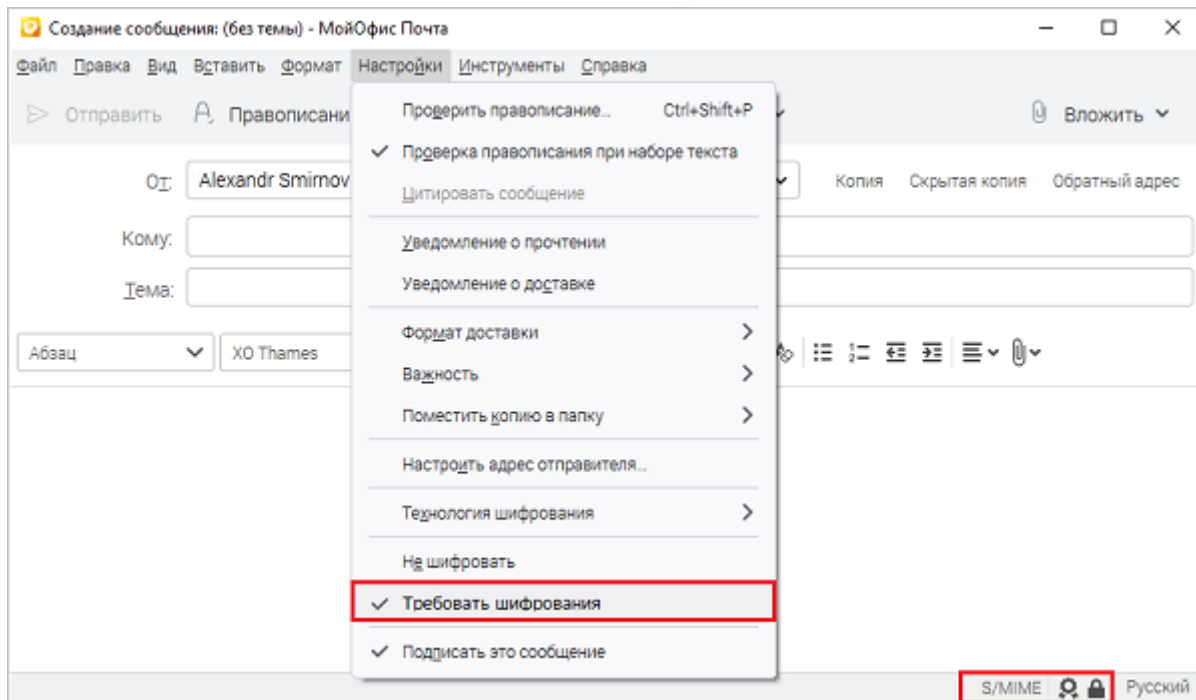 Создание сообщения: (без темы) - МойОфис Почта
Файл Правка Вид Вставить Формат Настройки Инструменты Справка
Отправить Правописани Вложить
Проверить правописание... Ctrl+Shift+P
Проверка правописания при наборе текста
От: Alexandr Smirnov Копия Скрытая копия Обратный адрес
Цитировать сообщение
Кому:
Уведомление о прочтении
Тема:
Уведомление о доставке
Формат доставки
Абзац XO Thames
Важность
Поместить копию в папку
Настроить адрес отправителя...
Технология шифрования
Не шифровать
Требовать шифрования
Подписать это сообщение
S/MIME Русский